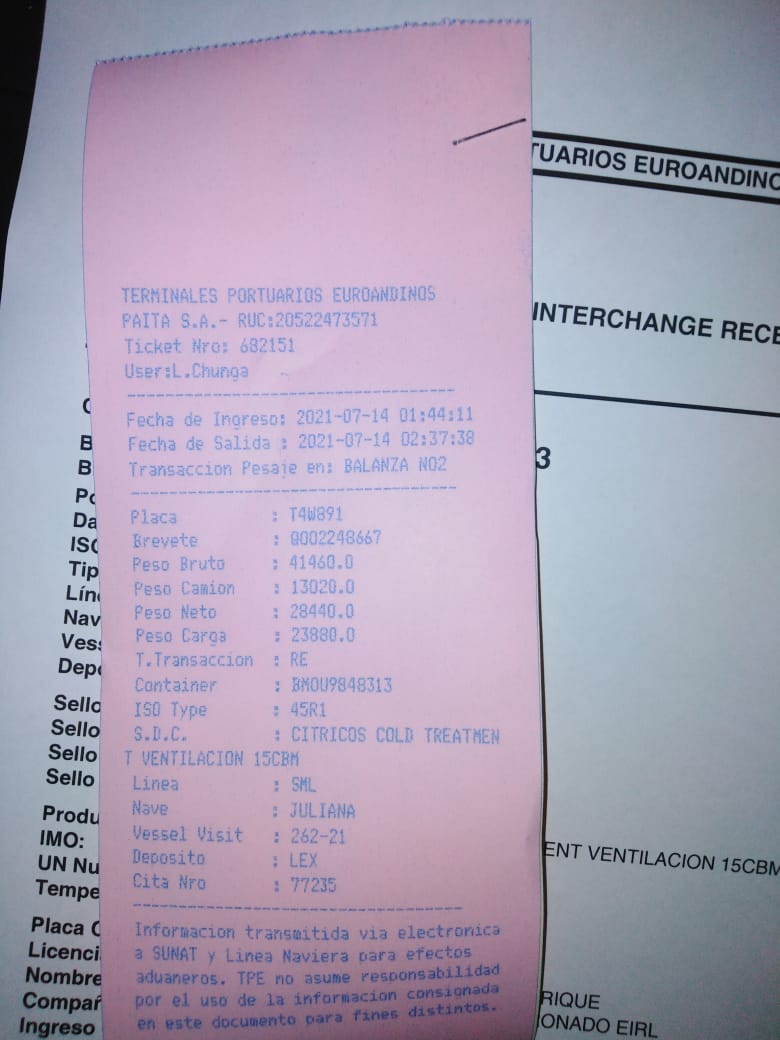 TERMINALES PORTUARIOS EUROANDINOS
PAITA S.A.- RUC:20522473571
Ticket Nro: 682151
User:L.Chunga
Fecha de Ingreso: 2021-07-14 01:44:11
Fecha de Salida : 2021-07-14 02:37:38
Transaccion Pesaje en: BALANZA NO2
Placa : T4W891
Brevete : Q002248667
Peso Bruto : 41460.0
Peso Camion : 13020.0
Peso Neto : 28440.0
Peso Carga : 23880.0
T.Transaccion : RE
Container : BMOU9848313
ISO Type : 45R1
S.D.C. : CITRICOS COLD TREATMEN
T VENTILACION 15CBM
Linea : SML
Nave : JULIANA
Vessel Visit : 262-21
Deposito : LEX
Cita Nro : 77235
Informacion transmitida via electronica
a SUNAT y Linea Naviera para efectos
aduaneros. TPE no asume responsabilidad
por el uso de la informacion consignada
en este documento para fines distintos.
TUARIOS EUROANDINO
INTERCHANGE RECE
3
B
B
Po
Da
ISO
Tip
Lín
Nav
Vess
Depo
Sello
Sello
Sello
Sello
Produ
IMO:
UN Nu
Tempe
ENT VENTILACION 15CBM
Placa C
Licenci
Nombre
Compañ
Ingreso
RIQUE
ONADO EIRL